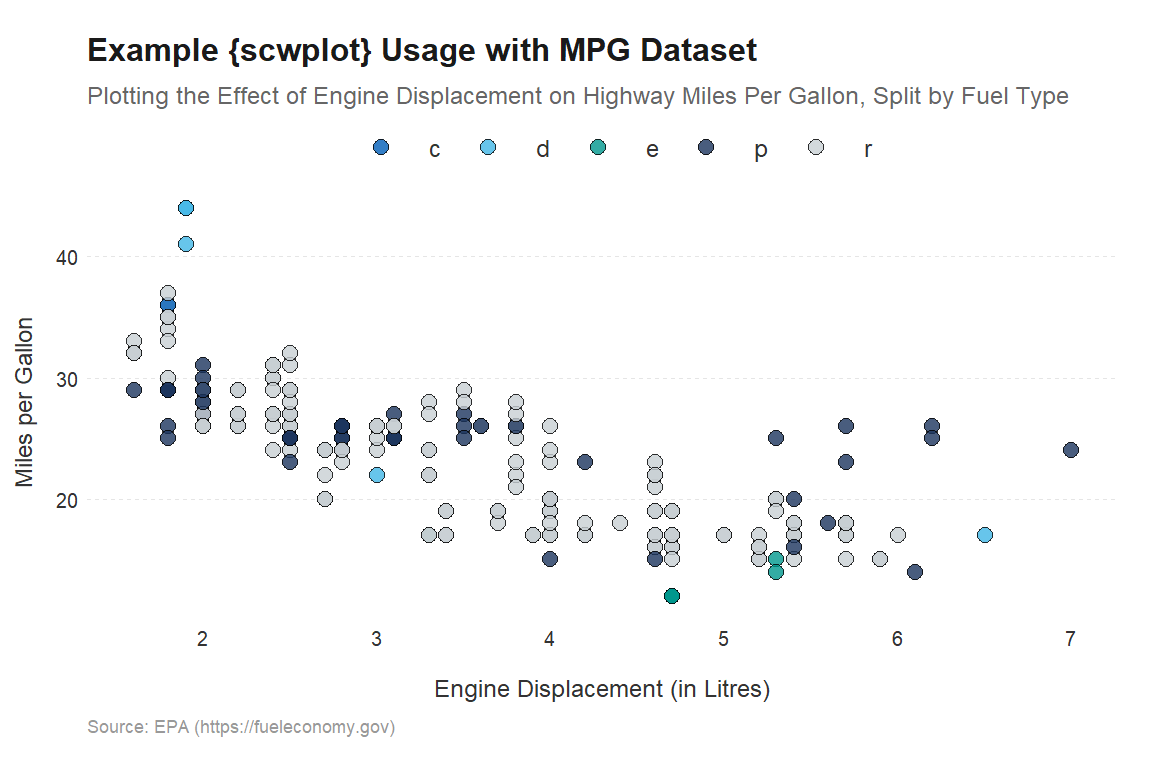 Example {scwplot} Usage with MPG Dataset
Plotting the Effect of Engine Displacement on Highway Miles Per Gallon, Split by Fuel Type
c d e p r
Miles per Gallon
40
30
20
2 3 4 5 6 7
Engine Displacement (in Litres)
Source: EPA (https://fueleconomy.gov)